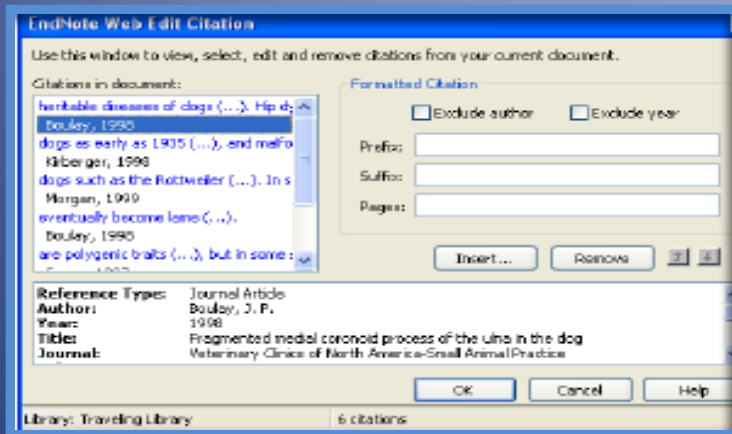 EndNote Web Edit Citation
Use this window to view, select, edit and remove citations from your current document.
Citations in document:
heritable diseases of dogs (...). Hip dy
Boulay, 1998
dogs as early as 1935 (...), and malfo
Kirberger, 1998
dogs such as the Rottweiler (...). In s
Morgan, 1999
eventually become lame (...).
Boulay, 1998
are polygenic traits (...), but in some
Formatted Citation
Exclude author
Exclude year
Prefix:
Suffix:
Pages:
Insert...
Remove
Reference Type: Journal Article
Author: Boulay, J. P.
Year: 1998
Title: Fragmented medial coronoid process of the ulna in the dog
Journal: Veterinary Clinics of North America-Small Animal Practice
OK
Cancel
Help
Library: Traveling Library
6 citations